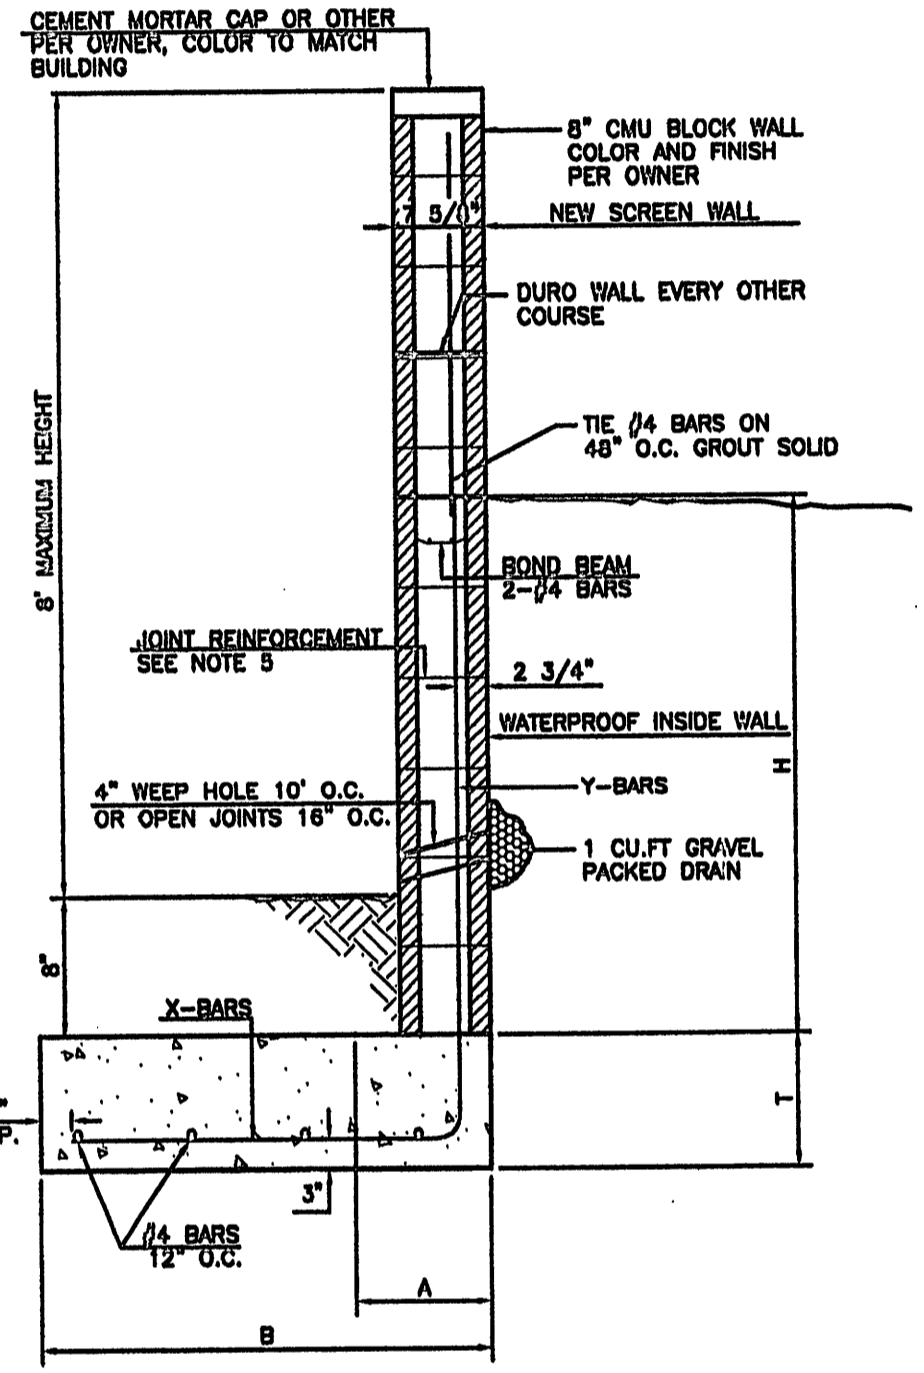 CEMENT MORTAR CAP OR OTHER
PER OWNER, COLOR TO MATCH
BUILDING
8" CMU BLOCK WALL
COLOR AND FINISH
PER OWNER
7 5/8"
NEW SCREEN WALL
DURO WALL EVERY OTHER
COURSE
8' MAXIMUM HEIGHT
TIE #4 BARS ON
48" O.C. GROUT SOLID
BOND BEAM
2-#4 BARS
JOINT REINFORCEMENT
SEE NOTE 5
2 3/4"
WATERPROOF INSIDE WALL
H
4" WEEP HOLE 10' O.C.
OR OPEN JOINTS 16" O.C.
Y-BARS
1 CU.FT GRAVEL
PACKED DRAIN
8"
X-BARS
T
P.
3"
#4 BARS
12" O.C.
A
B